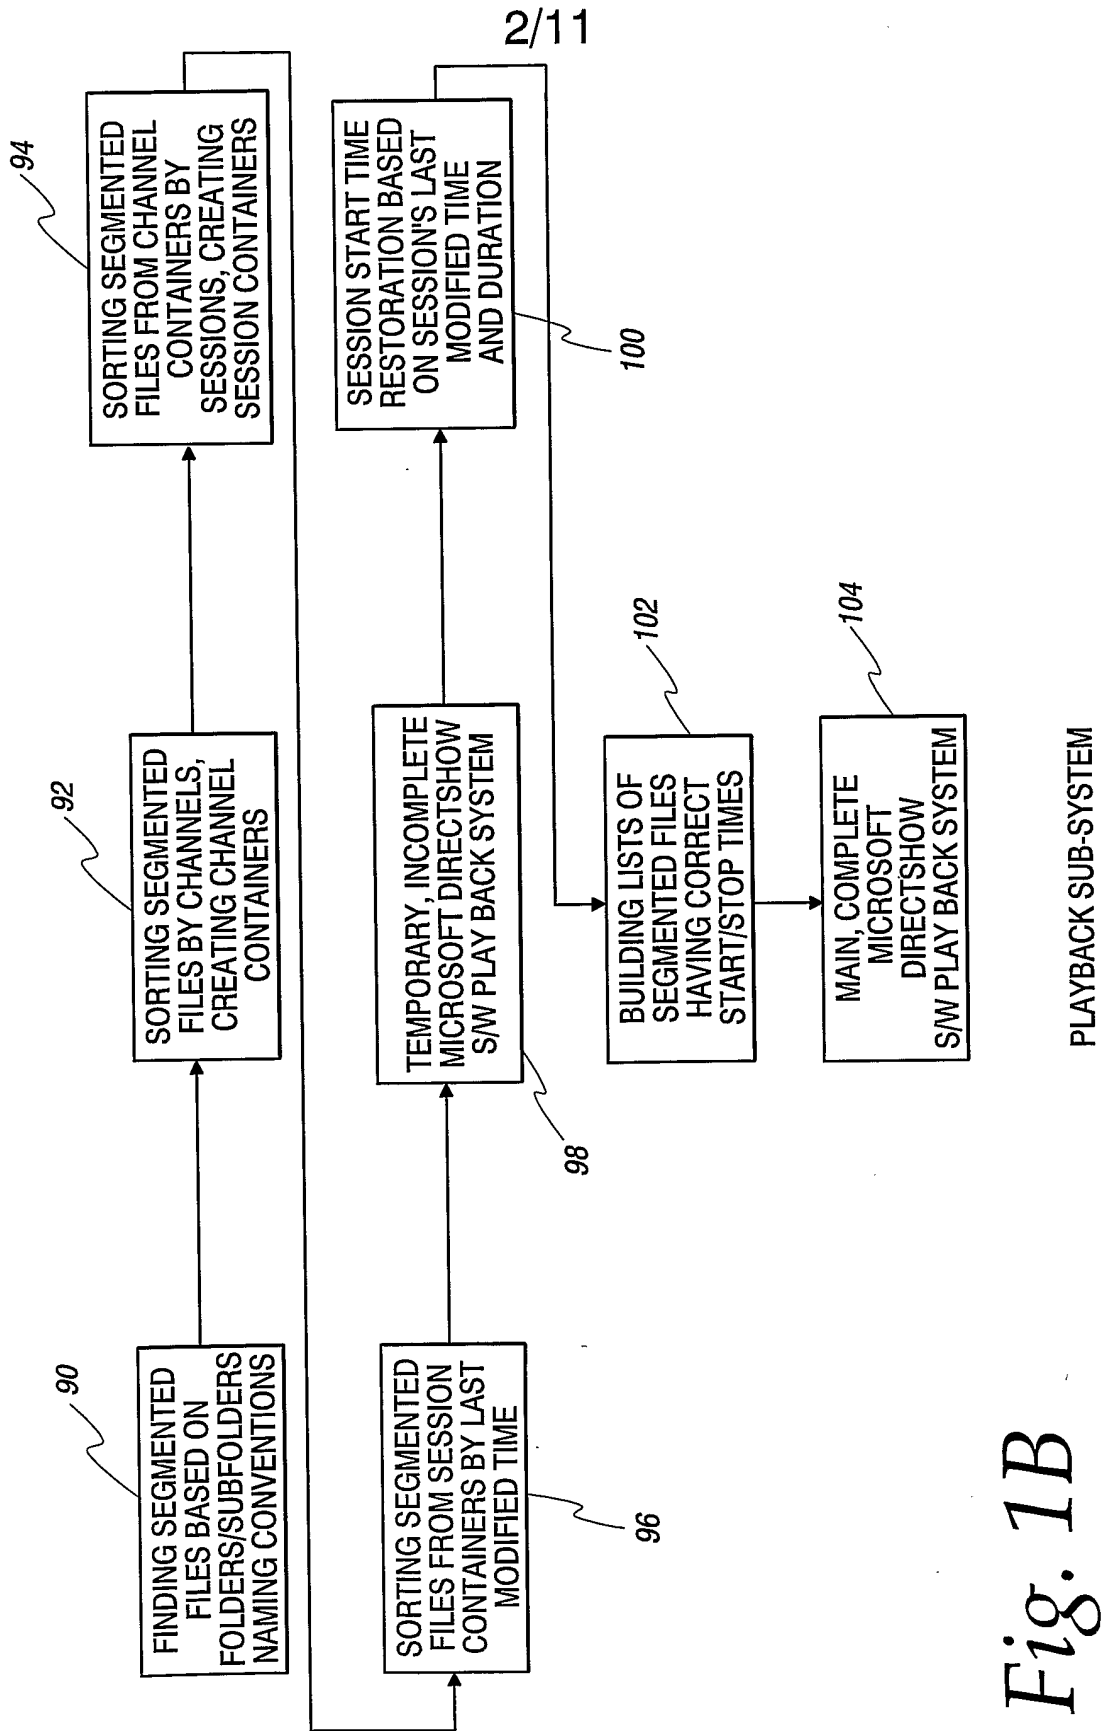 2/11
90
FINDING SEGMENTED
FILES BASED ON
FOLDERS/SUBFOLDERS
NAMING CONVENTIONS
92
SORTING SEGMENTED
FILES BY CHANNELS,
CREATING CHANNEL
CONTAINERS
94
SORTING SEGMENTED
FILES FROM CHANNEL
CONTAINERS BY
SESSIONS, CREATING
SESSION CONTAINERS
SORTING SEGMENTED
FILES FROM SESSION
CONTAINERS BY LAST
MODIFIED TIME
96
TEMPORARY, INCOMPLETE
MICROSOFT DIRECTSHOW
S/W PLAY BACK SYSTEM
98
SESSION START TIME
RESTORATION BASED
ON SESSION'S LAST
MODIFIED TIME
AND DURATION
100
102
BUILDING LISTS OF
SEGMENTED FILES
HAVING CORRECT
START/STOP TIMES
104
MAIN, COMPLETE
MICROSOFT
DIRECTSHOW
S/W PLAY BACK SYSTEM
PLAYBACK SUB-SYSTEM
Fig. 1B